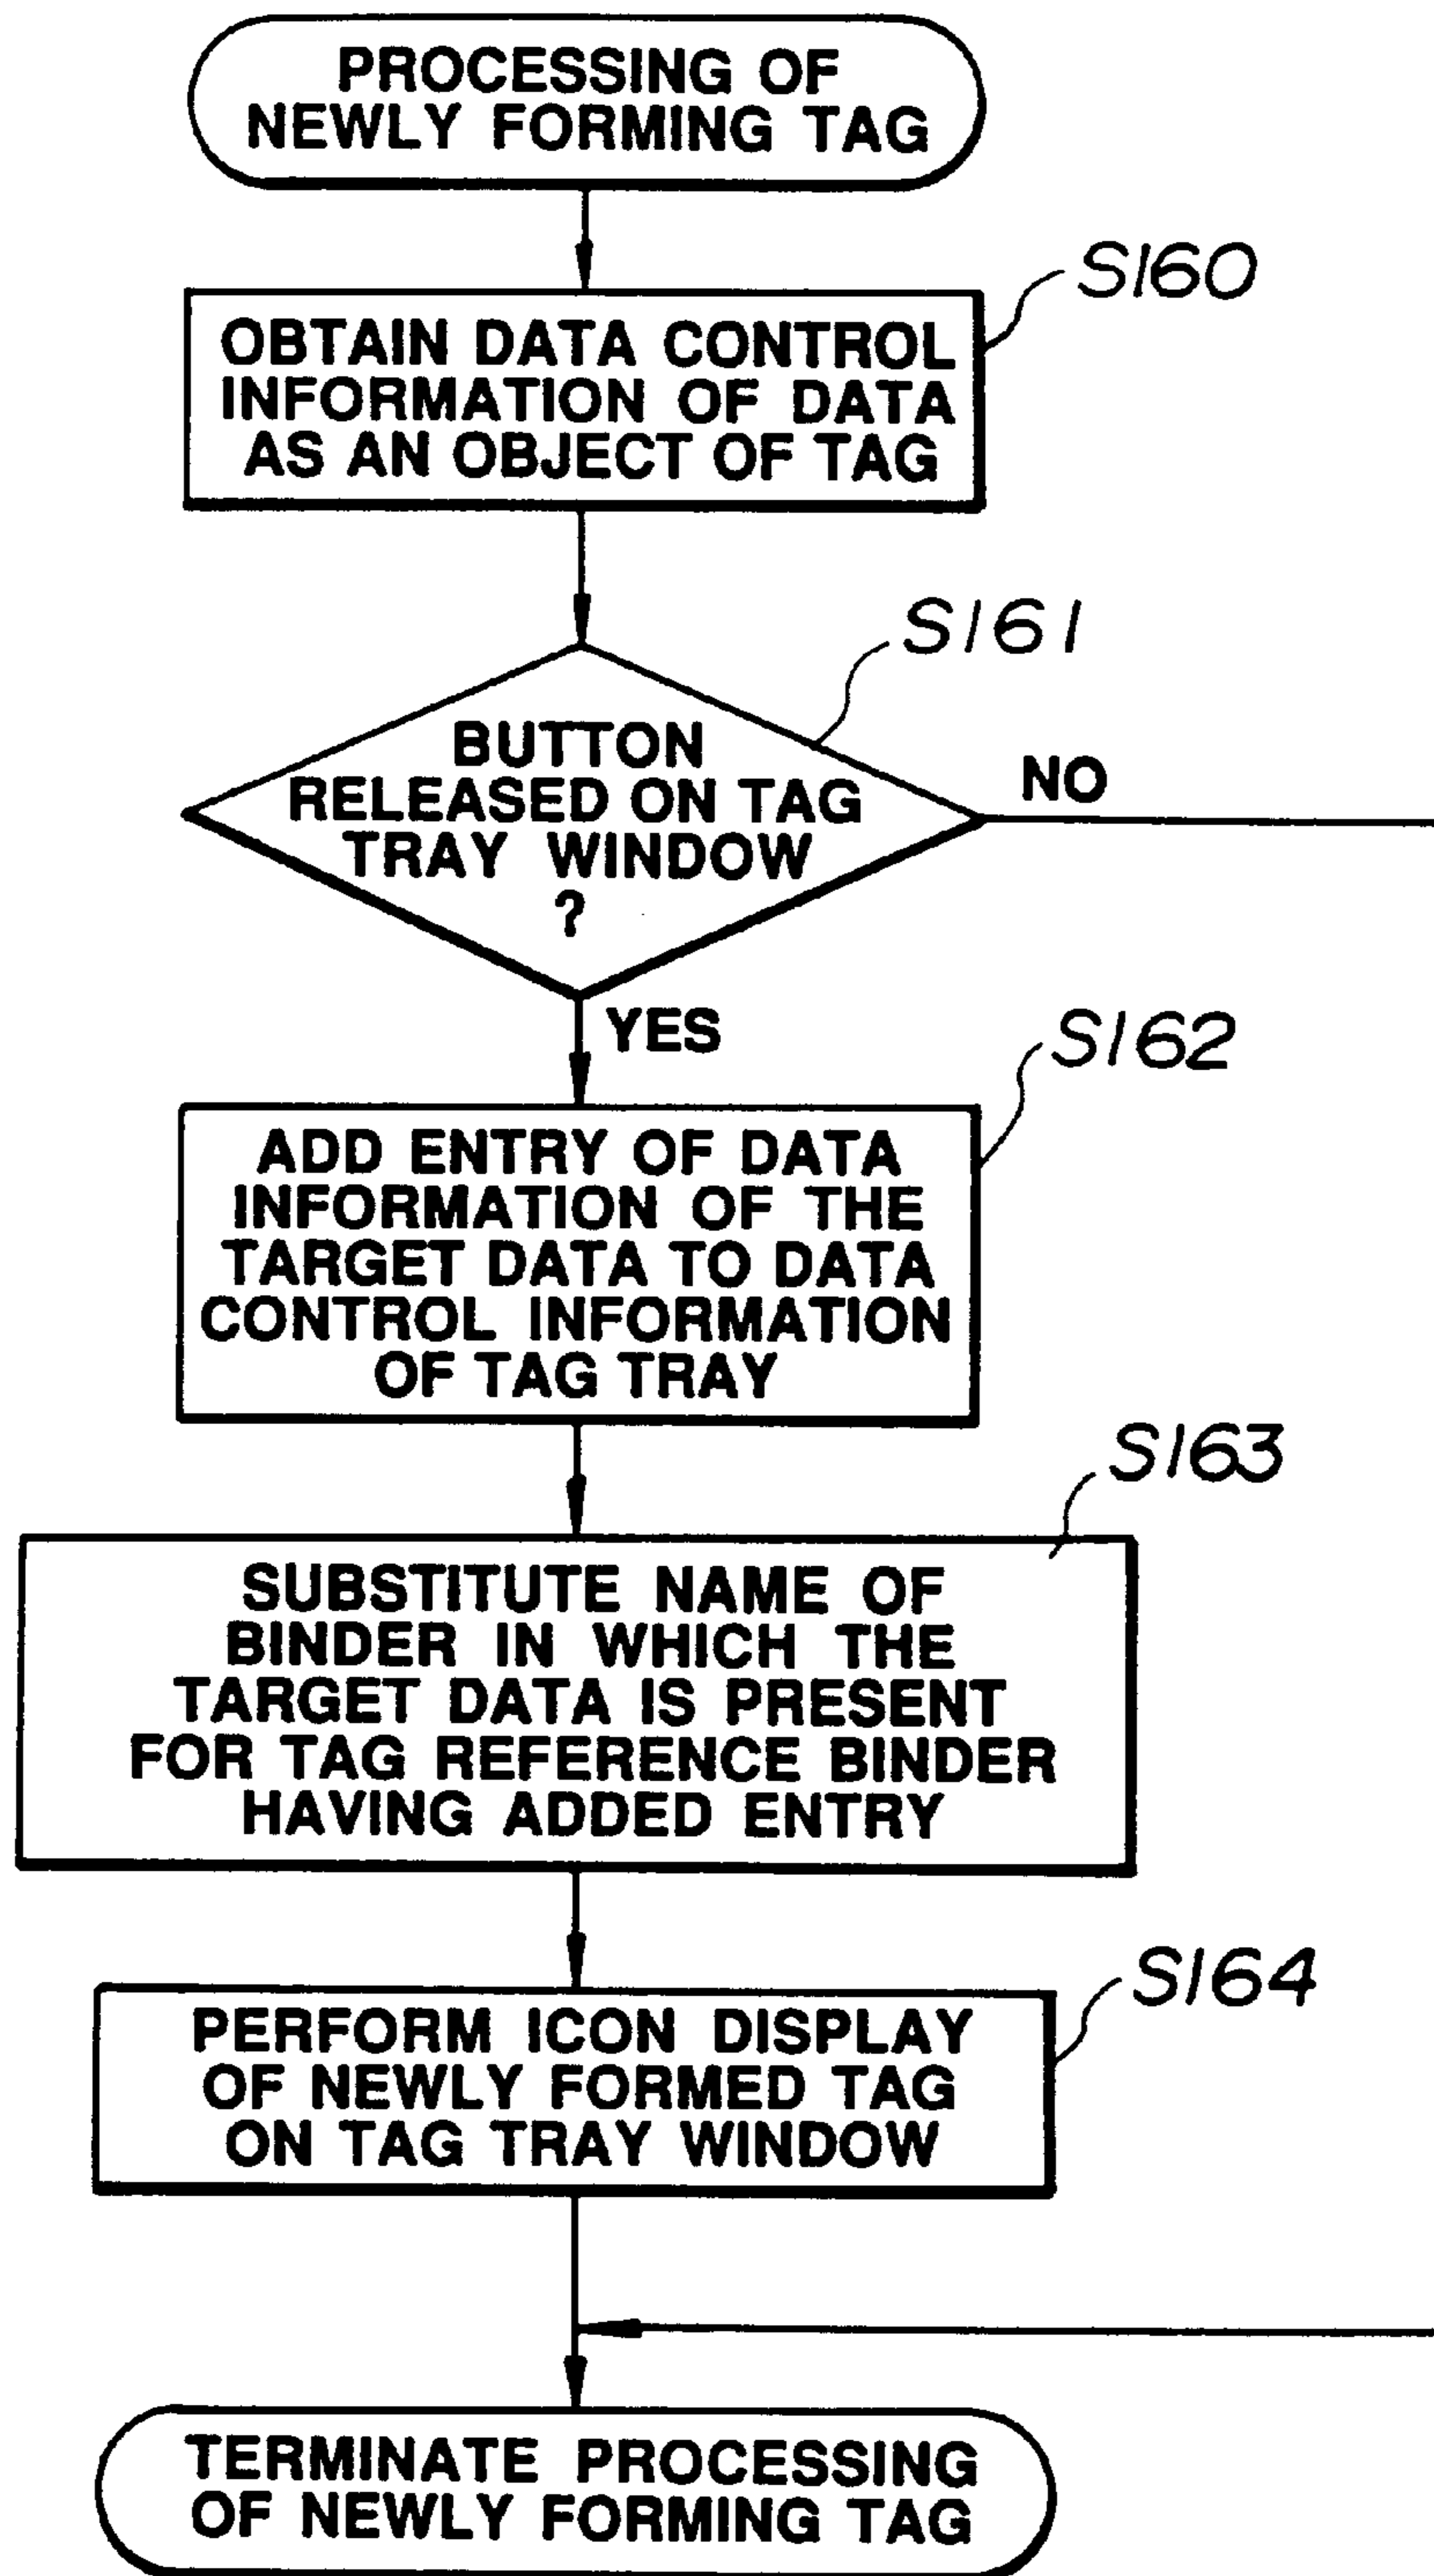 PROCESSING OF
NEWLY FORMING TAG
S160
OBTAIN DATA CONTROL
INFORMATION OF DATA
AS AN OBJECT OF TAG
S161
BUTTON
RELEASED ON TAG
TRAY WINDOW
?
NO
YES
S162
ADD ENTRY OF DATA
INFORMATION OF THE
TARGET DATA TO DATA
CONTROL INFORMATION
OF TAG TRAY
S163
SUBSTITUTE NAME OF
BINDER IN WHICH THE
TARGET DATA IS PRESENT
FOR TAG REFERENCE BINDER
HAVING ADDED ENTRY
S164
PERFORM ICON DISPLAY
OF NEWLY FORMED TAG
ON TAG TRAY WINDOW
TERMINATE PROCESSING
OF NEWLY FORMING TAG